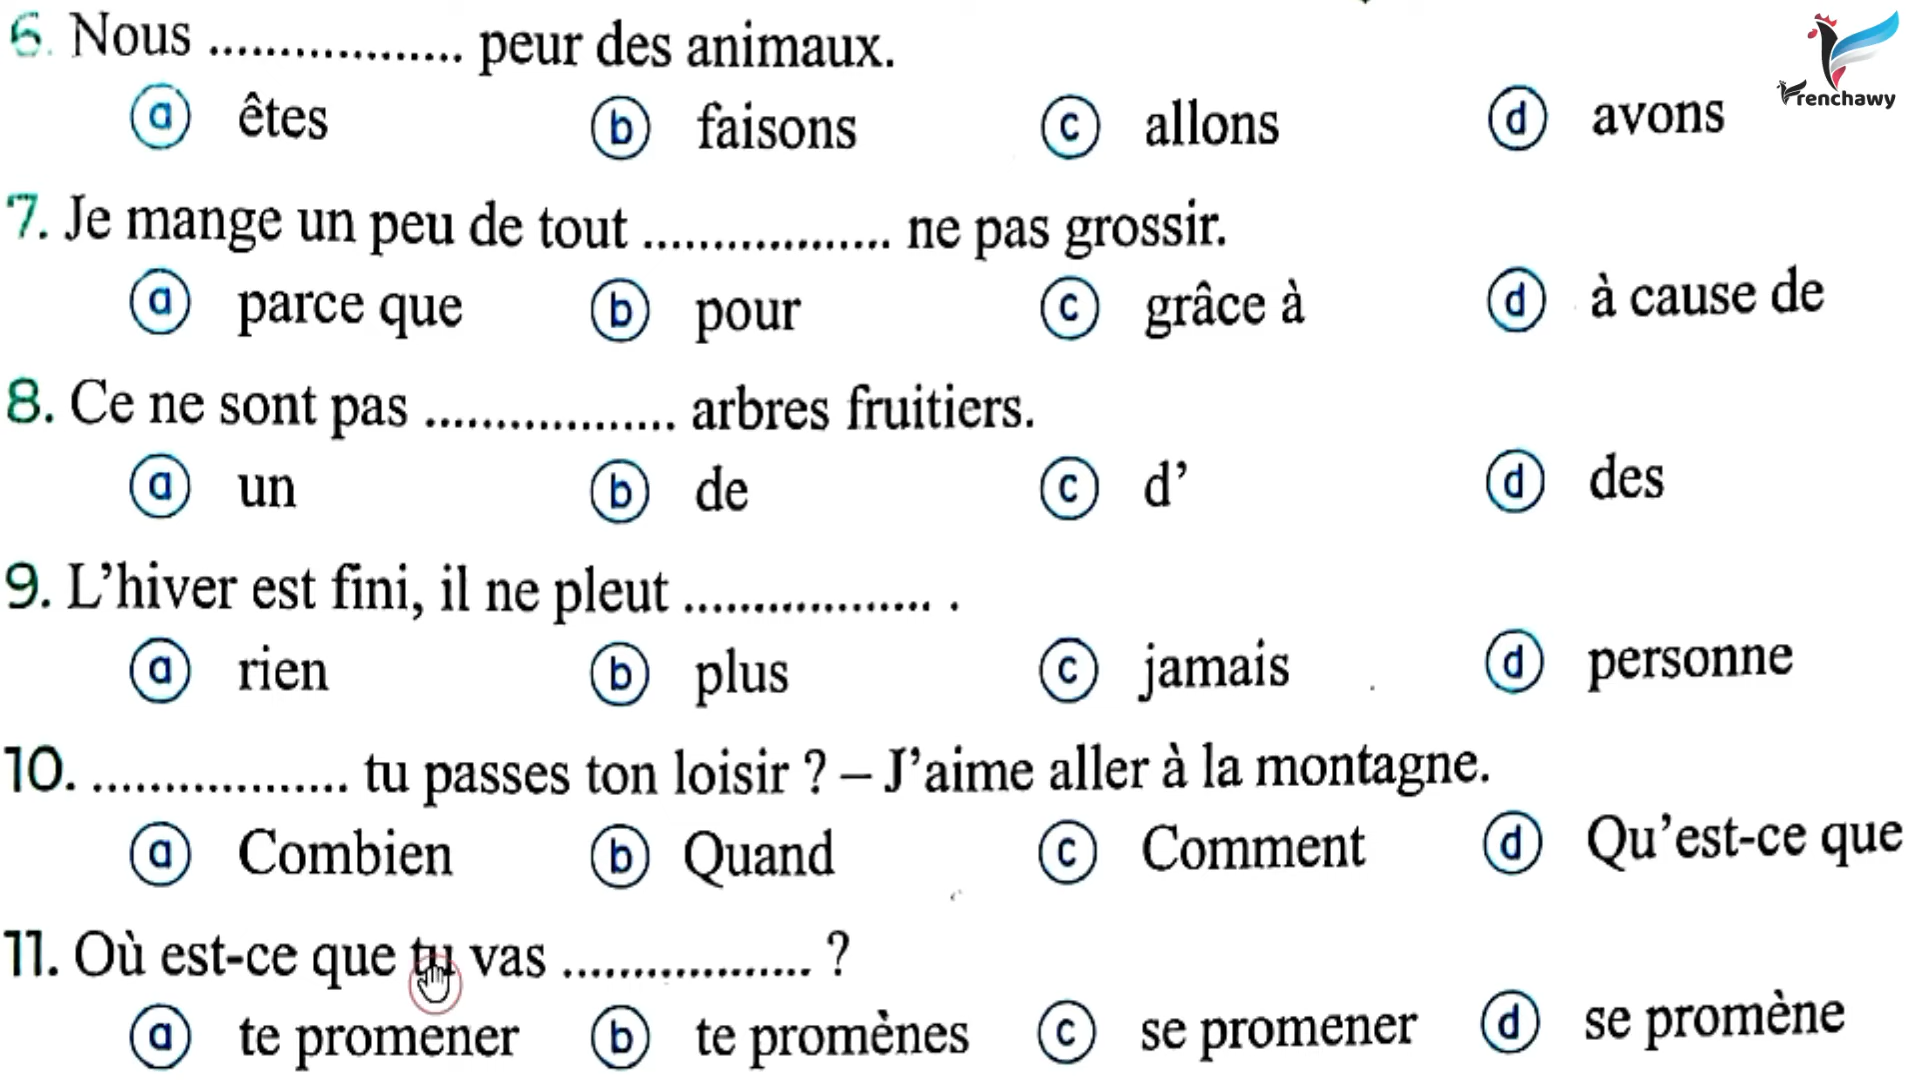 6. Nous .................. peur des animaux.
a êtes b faisons c allons d avons
7. Je mange un peu de tout .................. ne pas grossir.
a parce que b pour c grâce à d à cause de
8. Ce ne sont pas .................. arbres fruitiers.
a un b de c d' d des
9. L'hiver est fini, il ne pleut .................. .
a rien b plus c jamais d personne
10. .................. tu passes ton loisir ? – J'aime aller à la montagne.
a Combien b Quand c Comment d Qu'est-ce que
11. Où est-ce que tu vas .................. ?
a te promener b te promènes c se promener d se promène
Frenchawy